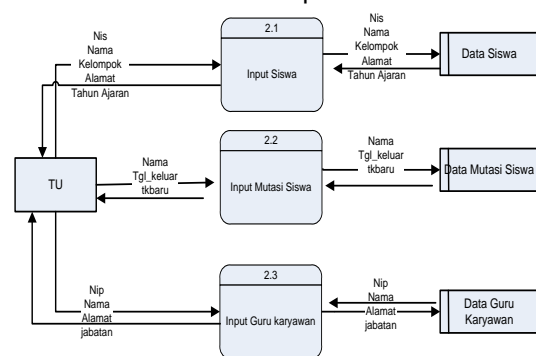 2.1
Input Siswa
Nis
Nama
Kelompok
Alamat
Tahun Ajaran
Nis
Nama
Kelompok
Alamat
Tahun Ajaran
Data Siswa
TU
Nama
Tgl_keluar
tkbaru
2.2
Input Mutasi Siswa
Nama
Tgl_keluar
tkbaru
Data Mutasi Siswa
Nip
Nama
Alamat
jabatan
2.3
Input Guru karyawan
Nip
Nama
Alamat
jabatan
Data Guru
Karyawan